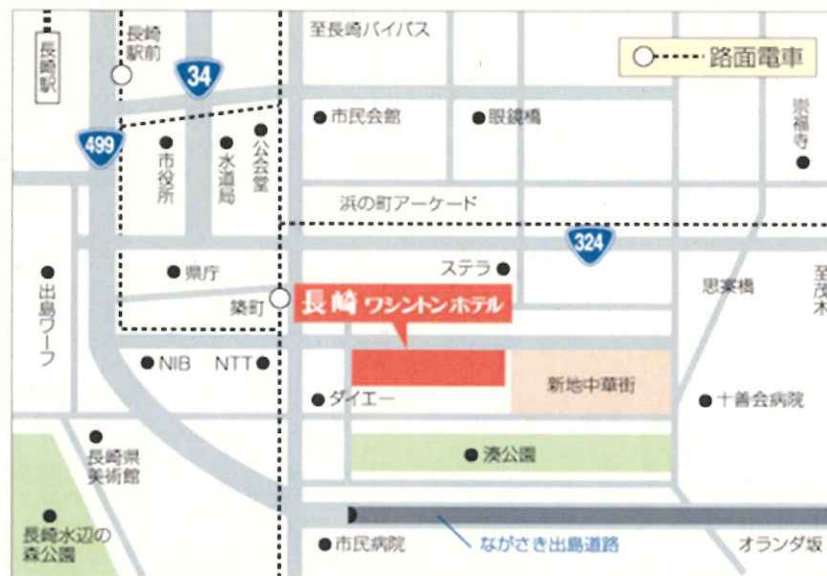 長崎駅
長崎
駅前
34
至長崎バイパス
路面電車
499
市役所
水道局
公会堂
市民会館
眼鏡橋
崇福寺
浜の町アーケード
324
出島ワーフ
県庁
ステラ
思案橋
至茂木
築町
長崎 ワシントンホテル
NIB
NTT
ダイエー
新地中華街
十善会病院
長崎県
美術館
湊公園
長崎水辺の
森公園
市民病院
ながさき出島道路
オランダ坂